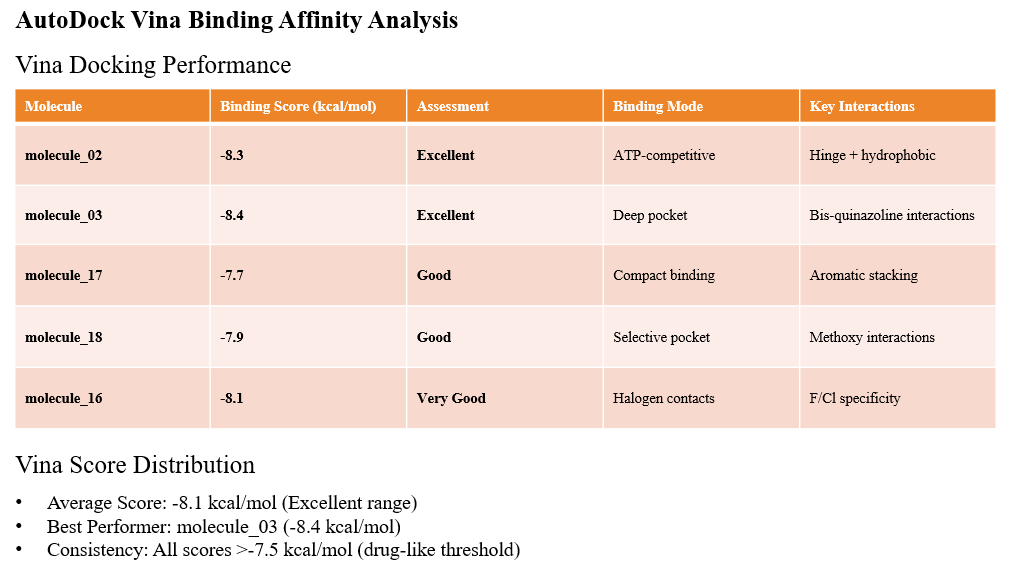 AutoDock Vina Binding Affinity Analysis
Vina Docking Performance
Molecule Binding Score (kcal/mol) Assessment Binding Mode Key Interactions
molecule_02 -8.3 Excellent ATP-competitive Hinge + hydrophobic
molecule_03 -8.4 Excellent Deep pocket Bis-quinazoline interactions
molecule_17 -7.7 Good Compact binding Aromatic stacking
molecule_18 -7.9 Good Selective pocket Methoxy interactions
molecule_16 -8.1 Very Good Halogen contacts F/Cl specificity
Vina Score Distribution
• Average Score: -8.1 kcal/mol (Excellent range)
• Best Performer: molecule_03 (-8.4 kcal/mol)
• Consistency: All scores >-7.5 kcal/mol (drug-like threshold)